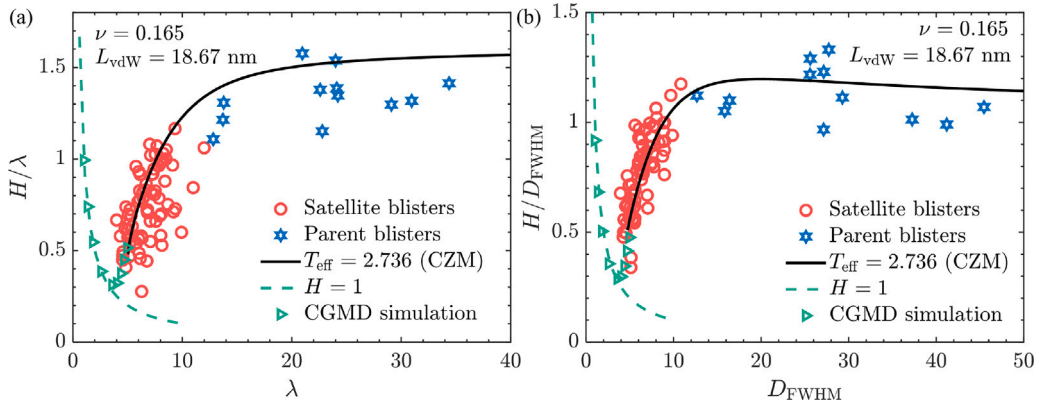 (a)
ν = 0.165
L_vdW = 18.67 nm
H/λ
1.5
1
0.5
0
Satellite blisters
Parent blisters
T_eff = 2.736 (CZM)
H = 1
CGMD simulation
0 10 20 30 40
λ
(b)
ν = 0.165
L_vdW = 18.67 nm
H/D_FWHM
1.5
1
0.5
0
Satellite blisters
Parent blisters
T_eff = 2.736 (CZM)
H = 1
CGMD simulation
0 10 20 30 40 50
D_FWHM